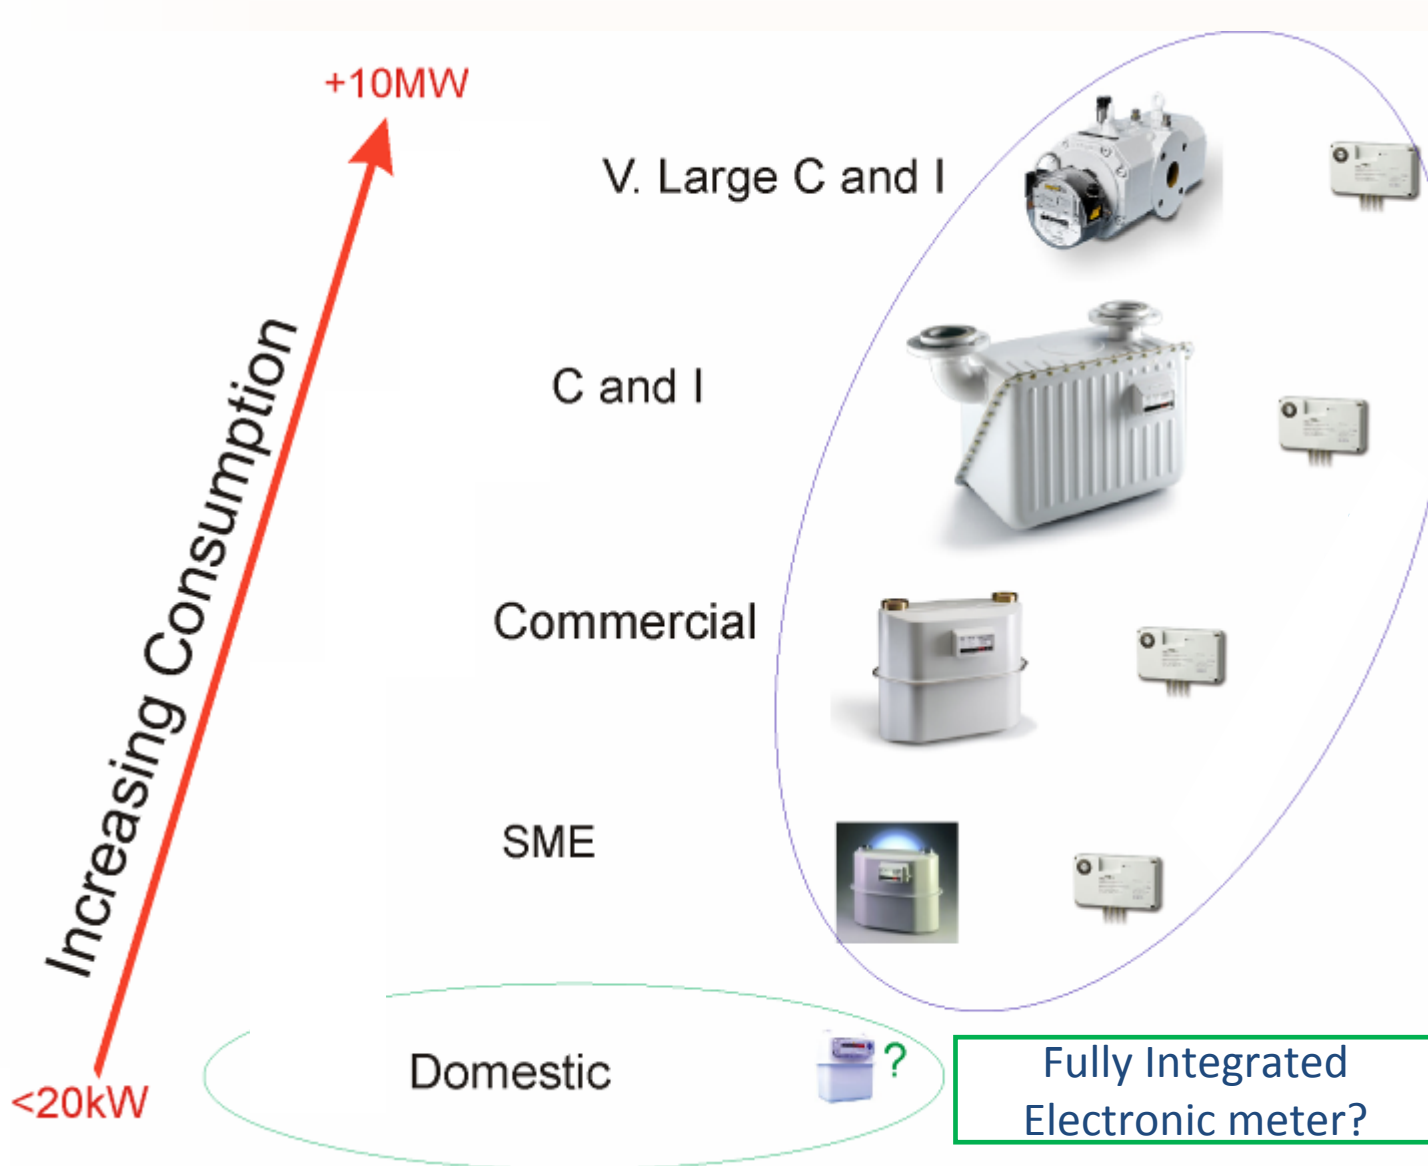 +10MW
V. Large C and I
Increasing Consumption
C and I
Commercial
SME
Domestic
?
<20kW
Fully Integrated
Electronic meter?